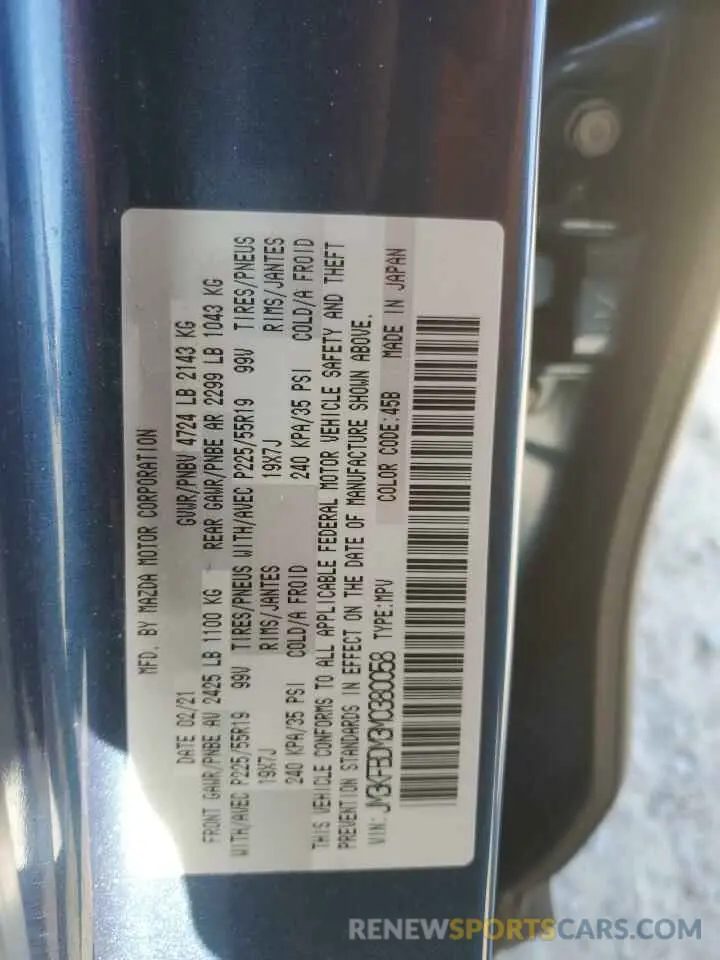 MFD. BY MAZDA MOTOR CORPORATION
DATE 02/21 GVWR/PNBV 4724 LB 2143 KG
FRONT GAWR/PNBE AV 2425 LB 1100 KG REAR GAWR/PNBE AR 2299 LB 1043 KG
WITH/AVEC P225/55R19 99V TIRES/PNEUS WITH/AVEC P225/55R19 99V TIRES/PNEUS
19X7J RIMS/JANTES 19X7J RIMS/JANTES
240 KPA/35 PSI COLD/A FROID 240 KPA/35 PSI COLD/A FROID
THIS VEHICLE CONFORMS TO ALL APPLICABLE FEDERAL MOTOR VEHICLE SAFETY AND THEFT
PREVENTION STANDARDS IN EFFECT ON THE DATE OF MANUFACTURE SHOWN ABOVE.
VIN: JM3KFBDM3M0380058 TYPE:MPV COLOR CODE:45B MADE IN JAPAN
RENEWSPORTSCARS.COM